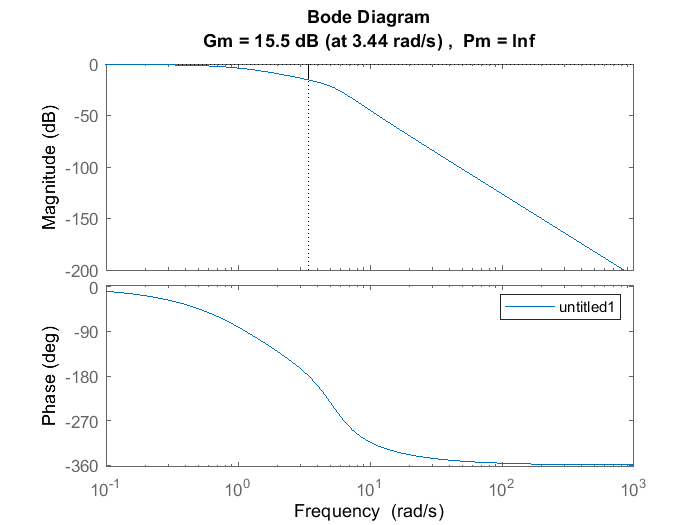 Bode Diagram
Gm = 15.5 dB (at 3.44 rad/s) , Pm = Inf
Magnitude (dB)
0
-50
-100
-150
-200
Phase (deg)
0
-90
-180
-270
-360
untitled1
10^-1
10^0
10^1
10^2
10^3
Frequency (rad/s)